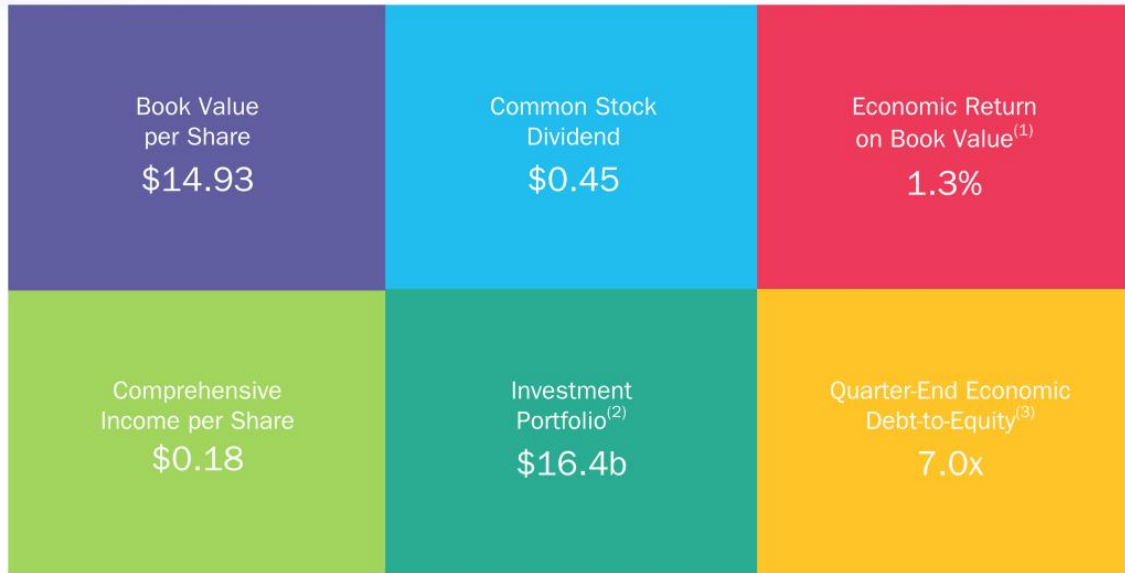 Book Value
per Share
$14.93
Common Stock
Dividend
$0.45
Economic Return
on Book Value(1)
1.3%
Comprehensive
Income per Share
$0.18
Investment
Portfolio(2)
$16.4b
Quarter-End Economic
Debt-to-Equity(3)
7.0x